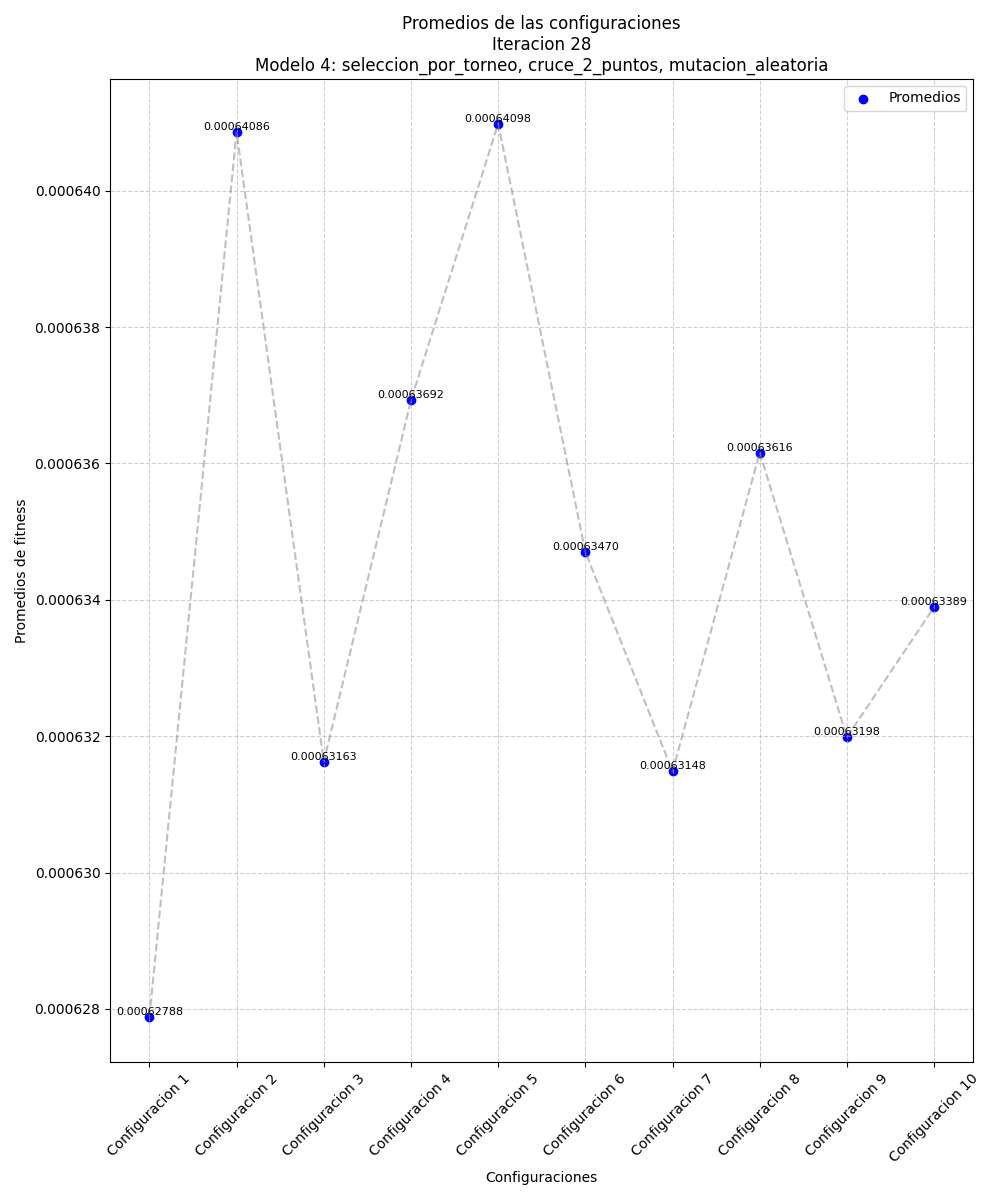 Promedios de las configuraciones
Iteracion 28
Modelo 4: seleccion_por_torneo, cruce_2_puntos, mutacion_aleatoria
Promedios
0.00064086
0.00064098
0.00063692
0.00063616
0.00063470
0.00063389
0.00063198
0.00063163
0.00063148
0.00062788
0.000640
0.000638
0.000636
0.000634
0.000632
0.000630
0.000628
Promedios de fitness
Configuracion 1
Configuracion 2
Configuracion 3
Configuracion 4
Configuracion 5
Configuracion 6
Configuracion 7
Configuracion 8
Configuracion 9
Configuracion 10
Configuraciones